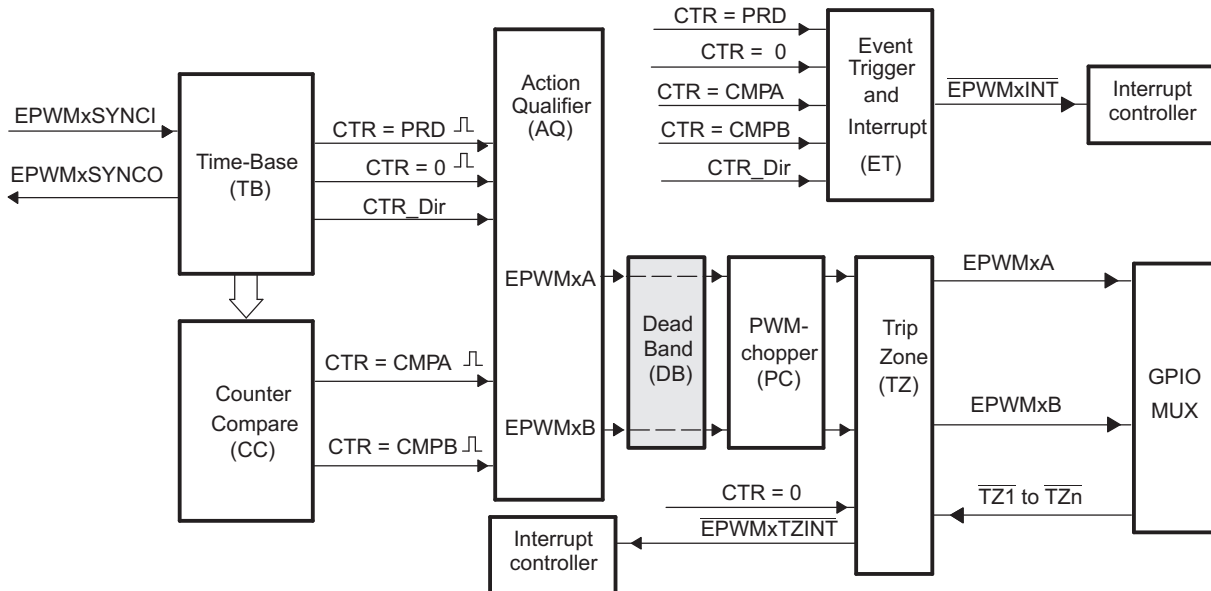 EPWMxSYNCI
EPWMxSYNCO
Time-Base
(TB)
CTR = PRD
CTR = 0
CTR_Dir
Counter
Compare
(CC)
CTR = CMPA
CTR = CMPB
Action
Qualifier
(AQ)
EPWMxA
EPWMxB
CTR = PRD
CTR = 0
CTR = CMPA
CTR = CMPB
CTR_Dir
Event
Trigger
and
Interrupt
(ET)
EPWMxINT
Interrupt
controller
Dead
Band
(DB)
PWM-
chopper
(PC)
Trip
Zone
(TZ)
EPWMxA
EPWMxB
TZ1 to TZn
GPIO
MUX
CTR = 0
EPWMxTZINT
Interrupt
controller